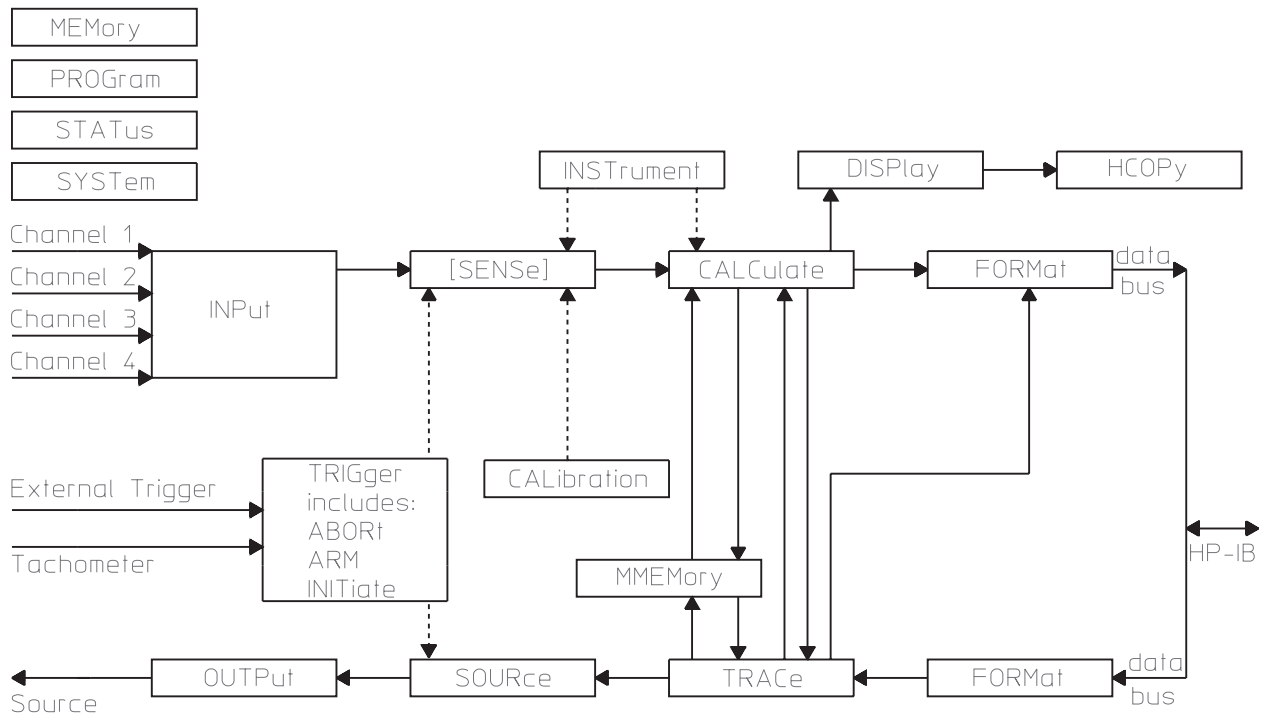 MEMory
PROGram
STATus
SYSTem
INSTrument
DISPlay
HCOPy
Channel 1
Channel 2
Channel 3
Channel 4
INPut
[SENSe]
CALCulate
FORMat
data
bus
External Trigger
Tachometer
TRIGger
includes:
ABORt
ARM
INITiate
CALibration
MMEMory
HP-IB
Source
OUTPut
SOURce
TRACe
FORMat
data
bus